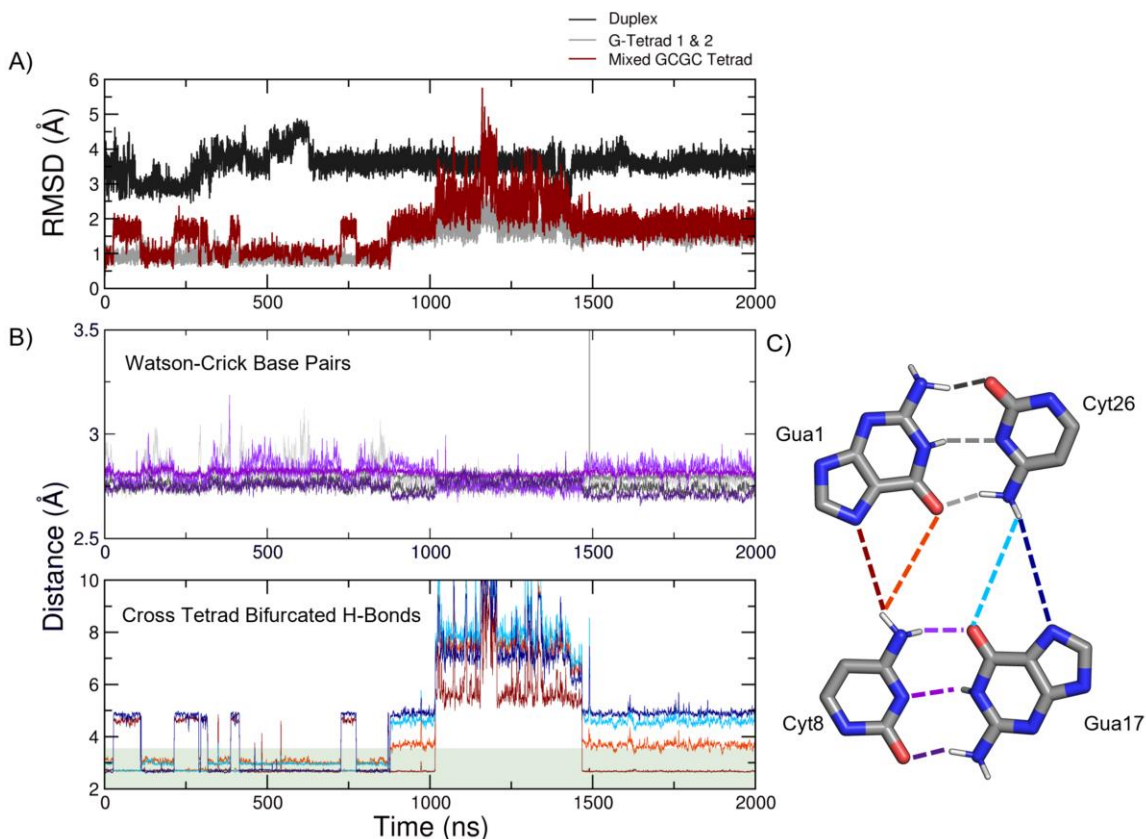 Duplex
G-Tetrad 1 & 2
Mixed GCGC Tetrad
A)
6
5
4
3
2
1
0
RMSD (Å)
0
500
1000
1500
2000
B)
3.5
3
2.5
Watson-Crick Base Pairs
0
500
1000
1500
2000
Distance (Å)
10
8
6
4
2
Cross Tetrad Bifurcated H-Bonds
0
500
1000
1500
2000
Time (ns)
C)
Gua1
Cyt26
Cyt8
Gua17